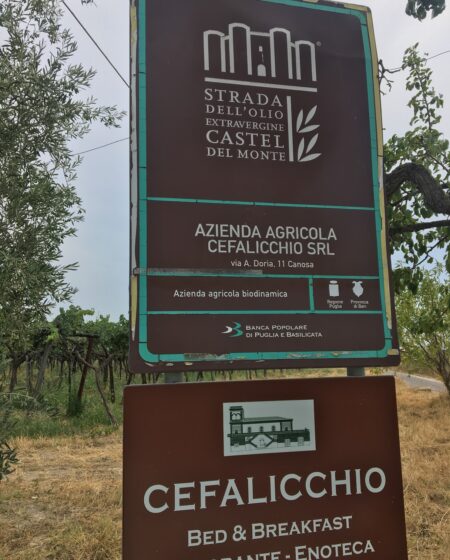 STRADA
DELL'OLIO
EXTRAVERGINE
CASTEL
DEL MONTE
AZIENDA AGRICOLA
CEFALICCHIO SRL
via A. Doria, 11 Canosa
Azienda agricola biodinamica
Regione
Puglia
Provincia
di Bari
BANCA POPOLARE
DI PUGLIA E BASILICATA
CEFALICCHIO
BED & BREAKFAST
RANTE - ENOTECA